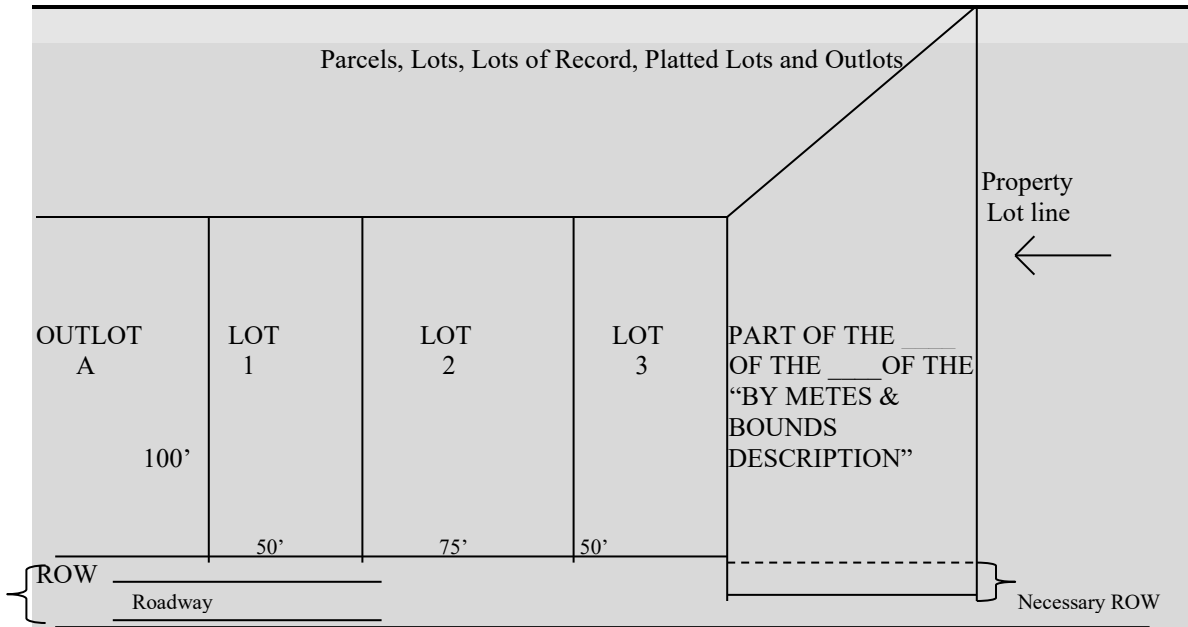 Parcels, Lots, Lots of Record, Platted Lots and Outlots
Property
Lot line
OUTLOT
A
LOT
1
LOT
2
LOT
3
PART OF THE ____
OF THE ____OF THE
“BY METES &
BOUNDS
DESCRIPTION”
100’
50’
75’
50’
ROW
Roadway
Necessary ROW